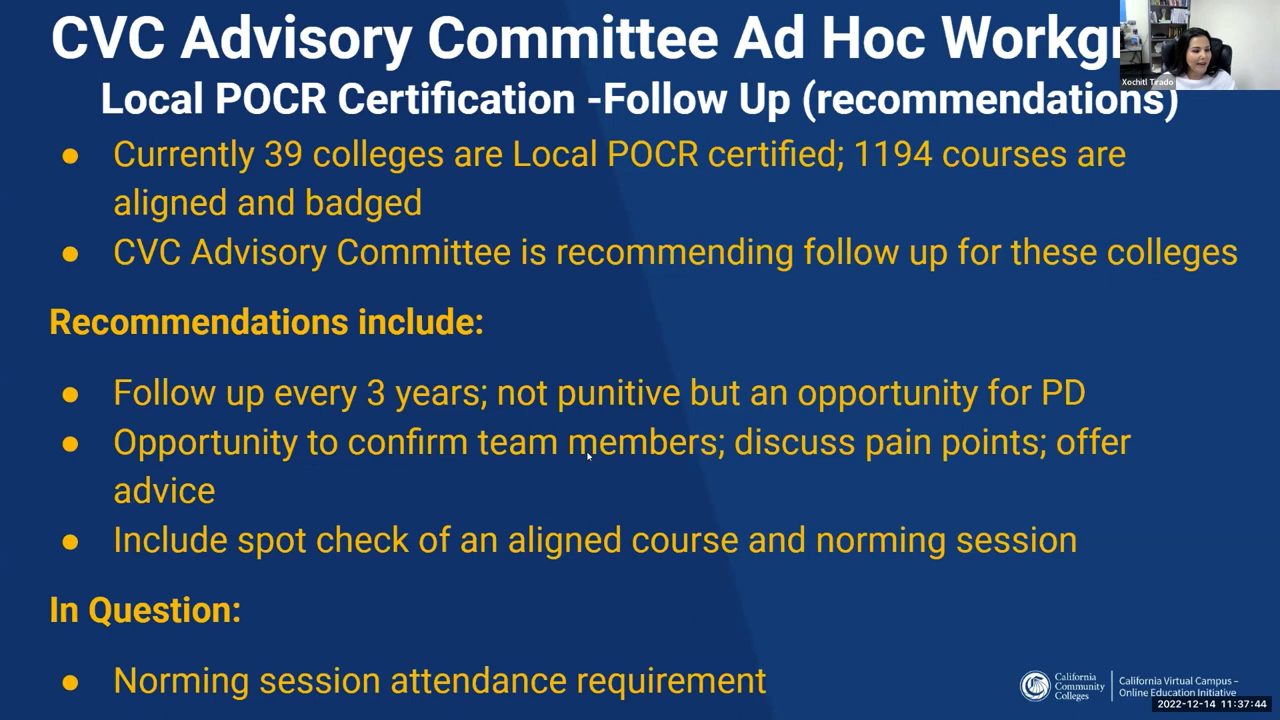 CVC Advisory Committee Ad Hoc
Xochitl Tirado
Local POCR Certification -Follow Up (recommendations)
● Currently 39 colleges are Local POCR certified; 1194 courses are
aligned and badged
● CVC Advisory Committee is recommending follow up for these colleges
Recommendations include:
● Follow up every 3 years; not punitive but an opportunity for PD
● Opportunity to confirm team members; discuss pain points; offer
advice
● Include spot check of an aligned course and norming session
In Question:
● Norming session attendance requirement
California
Community
Colleges
California Virtual Campus –
Online Education Initiative
2022-12-14 11:37:44